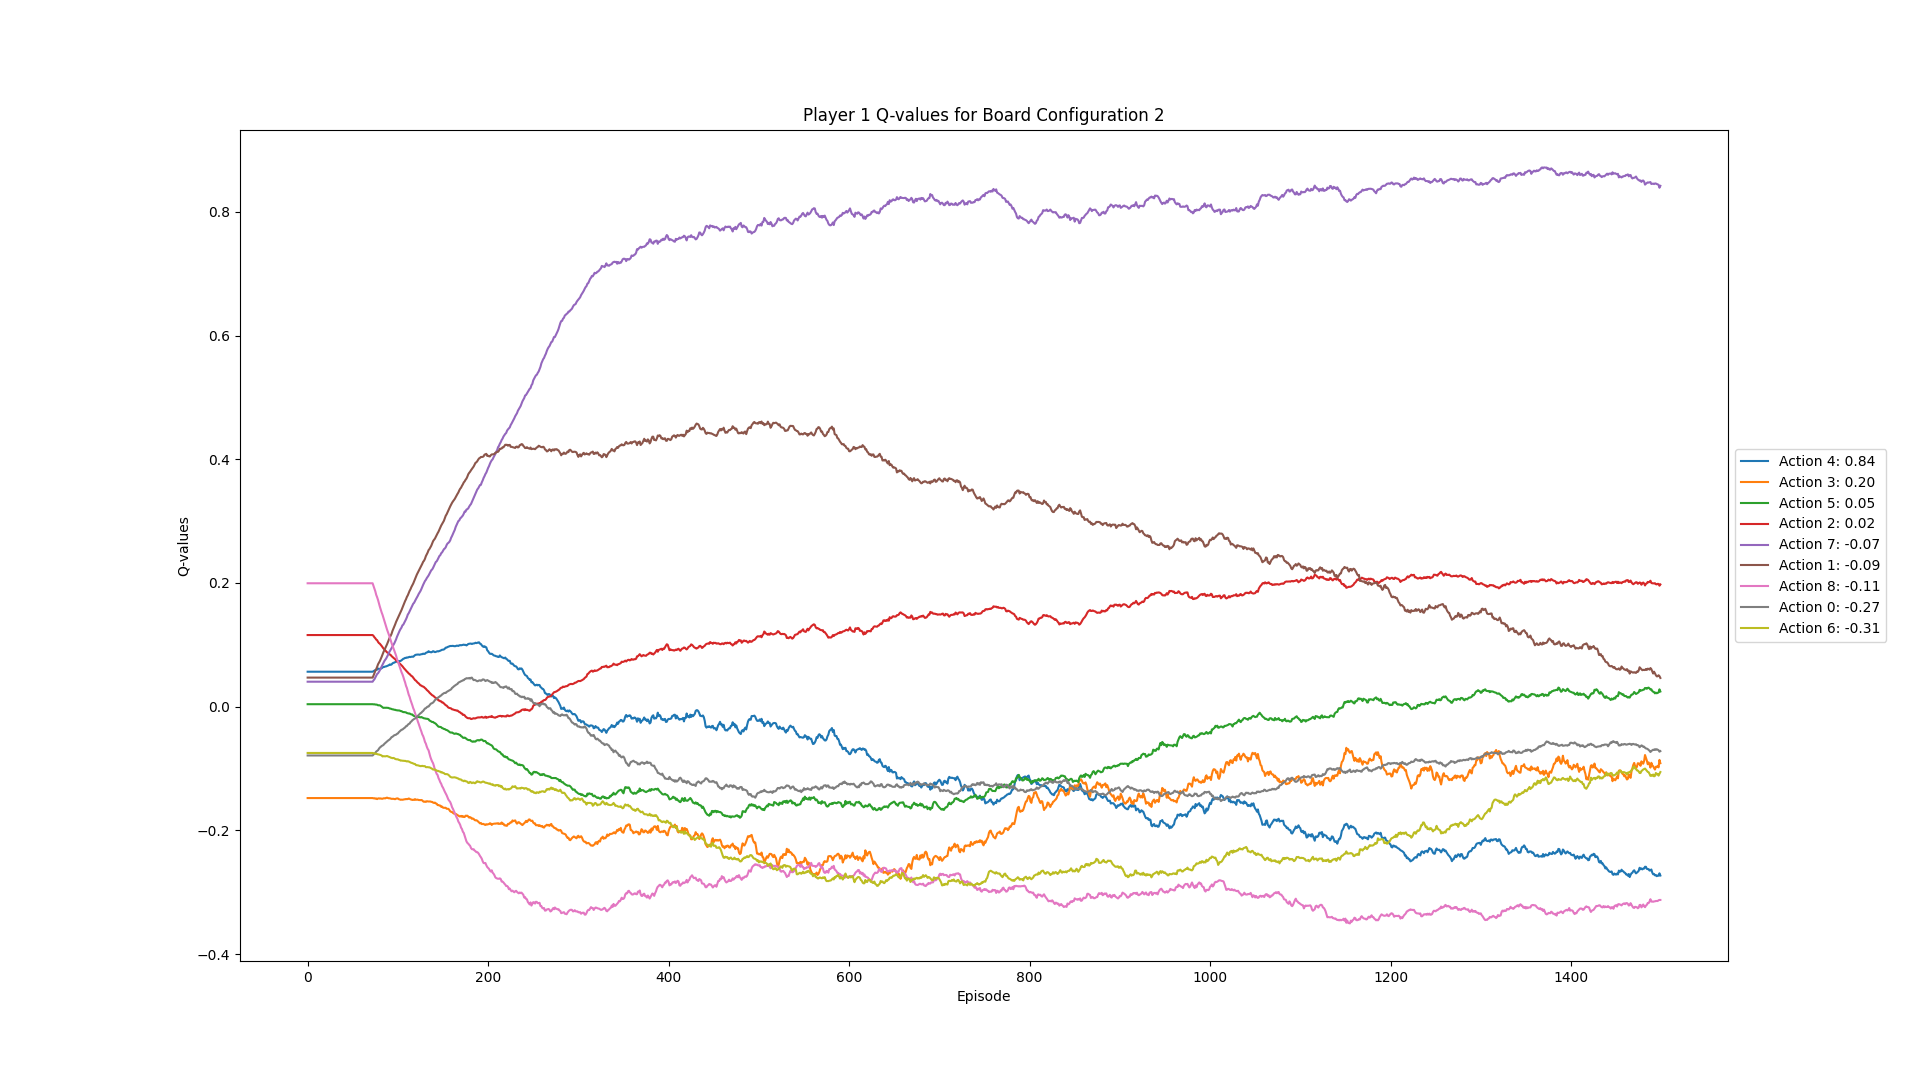 Player 1 Q-values for Board Configuration 2
Q-values
0.8
0.6
0.4
0.2
0.0
−0.2
−0.4
0
200
400
600
800
1000
1200
1400
Episode
Action 4: 0.84
Action 3: 0.20
Action 5: 0.05
Action 2: 0.02
Action 7: -0.07
Action 1: -0.09
Action 8: -0.11
Action 0: -0.27
Action 6: -0.31